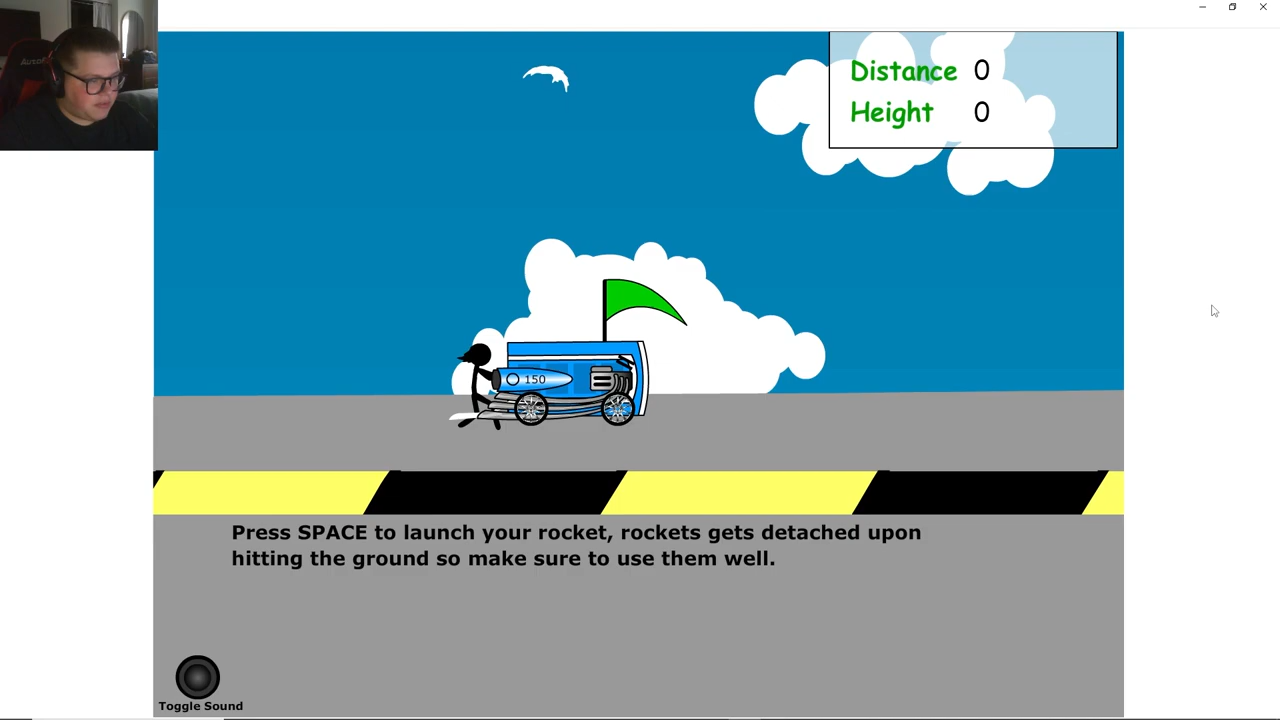 Distance 0
Height 0
150
Press SPACE to launch your rocket, rockets gets detached upon
hitting the ground so make sure to use them well.
Toggle Sound